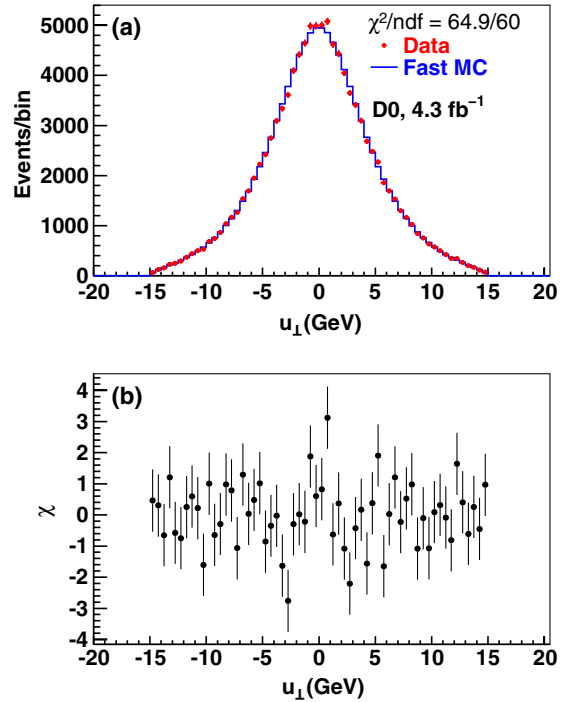 (a)
χ²/ndf = 64.9/60
Data
Fast MC
D0, 4.3 fb⁻¹
Events/bin
5000
4000
3000
2000
1000
0
-20 -15 -10 -5 0 5 10 15 20
u⊥(GeV)
(b)
χ
4
3
2
1
0
-1
-2
-3
-4
-20 -15 -10 -5 0 5 10 15 20
u⊥(GeV)